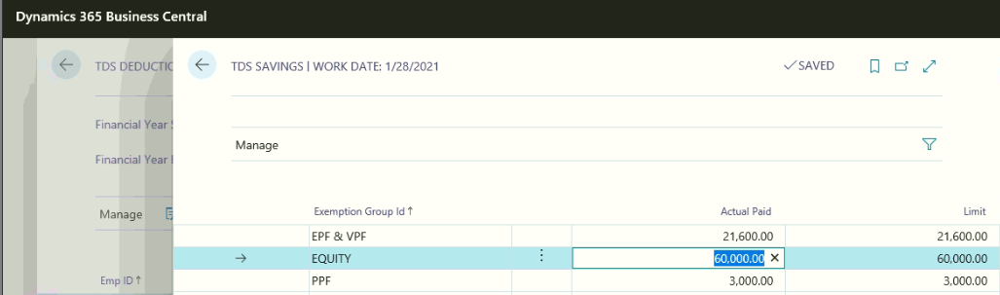 Dynamics 365 Business Central
TDS DEDUCTIC
TDS SAVINGS | WORK DATE: 1/28/2021
✓SAVED
Financial Year
Manage
Financial Year
Manage
Exemption Group Id ↑
Actual Paid
Limit
EPF & VPF
21,600.00
21,600.00
EQUITY
60,000.00
60,000.00
Emp ID ↑
PPF
3,000.00
3,000.00